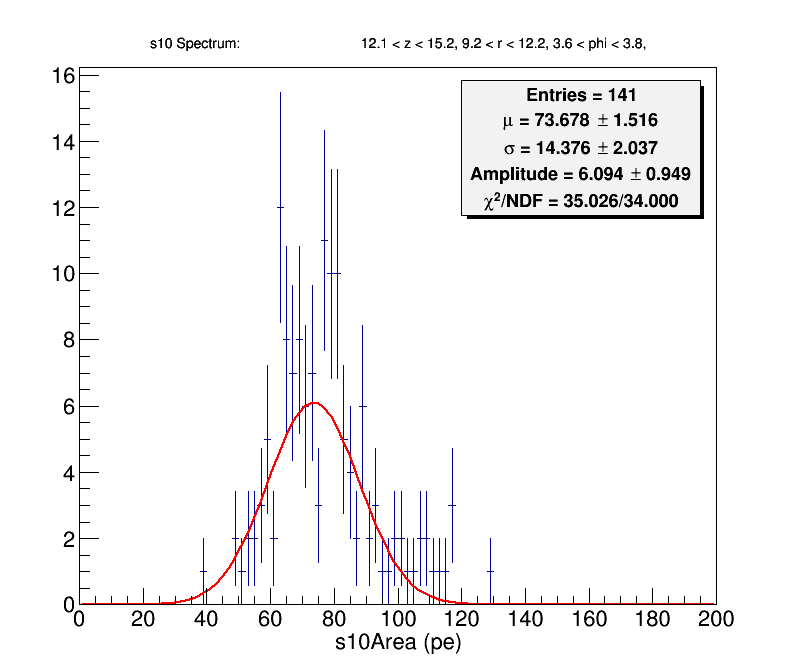 s10 Spectrum: 12.1 < z < 15.2, 9.2 < r < 12.2, 3.6 < phi < 3.8,
Entries = 141
μ = 73.678 ± 1.516
σ = 14.376 ± 2.037
Amplitude = 6.094 ± 0.949
χ²/NDF = 35.026/34.000
16
14
12
10
8
6
4
2
0
0 20 40 60 80 100 120 140 160 180 200
s10Area (pe)